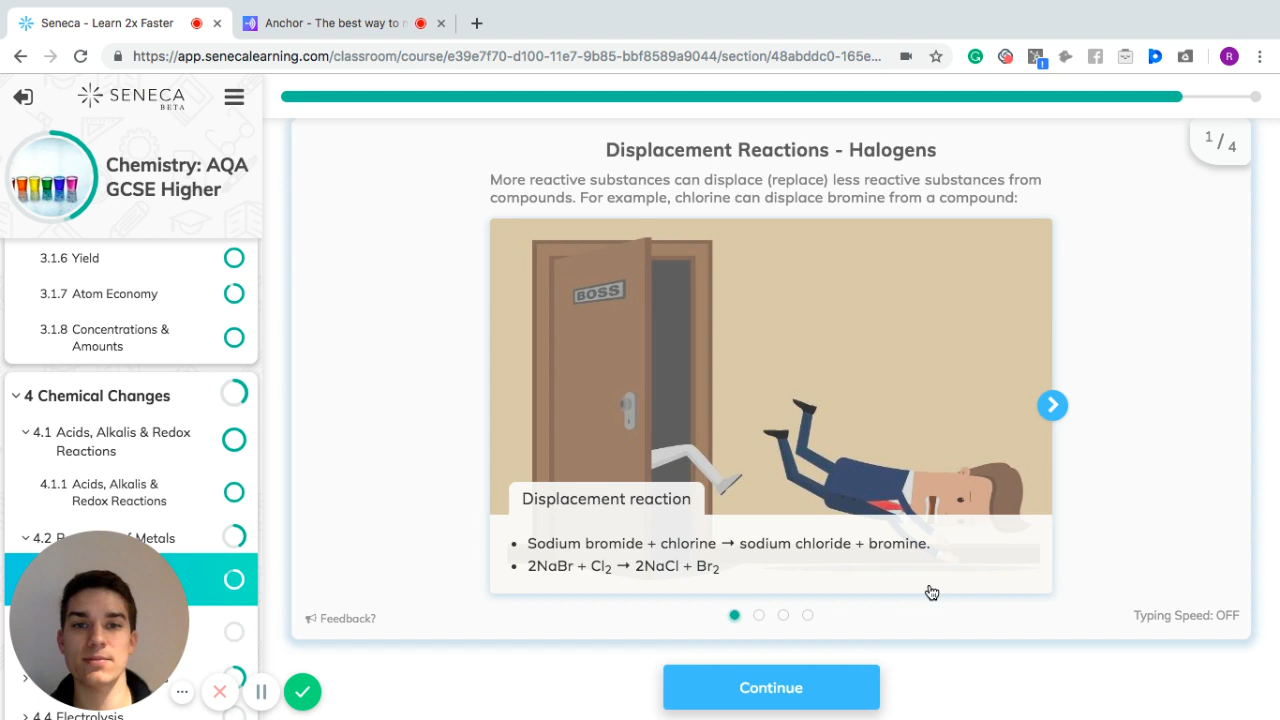 Seneca - Learn 2x Faster
Anchor - The best way to
https://app.senecalearning.com/classroom/course/e39e7f70-d100-11e7-9b85-bbf8589a9044/section/48abddc0-165e...
1
R
SENECA
BETA
Chemistry: AQA
GCSE Higher
3.1.6 Yield
3.1.7 Atom Economy
3.1.8 Concentrations &
Amounts
4 Chemical Changes
4.1 Acids, Alkalis & Redox
Reactions
4.1.1 Acids, Alkalis &
Redox Reactions
4.2 Metals
4.4 Electrolysis
1/4
Displacement Reactions - Halogens
More reactive substances can displace (replace) less reactive substances from
compounds. For example, chlorine can displace bromine from a compound:
BOSS
Displacement reaction
• Sodium bromide + chlorine → sodium chloride + bromine.
• 2NaBr + Cl₂ → 2NaCl + Br₂
Feedback?
Typing Speed: OFF
Continue